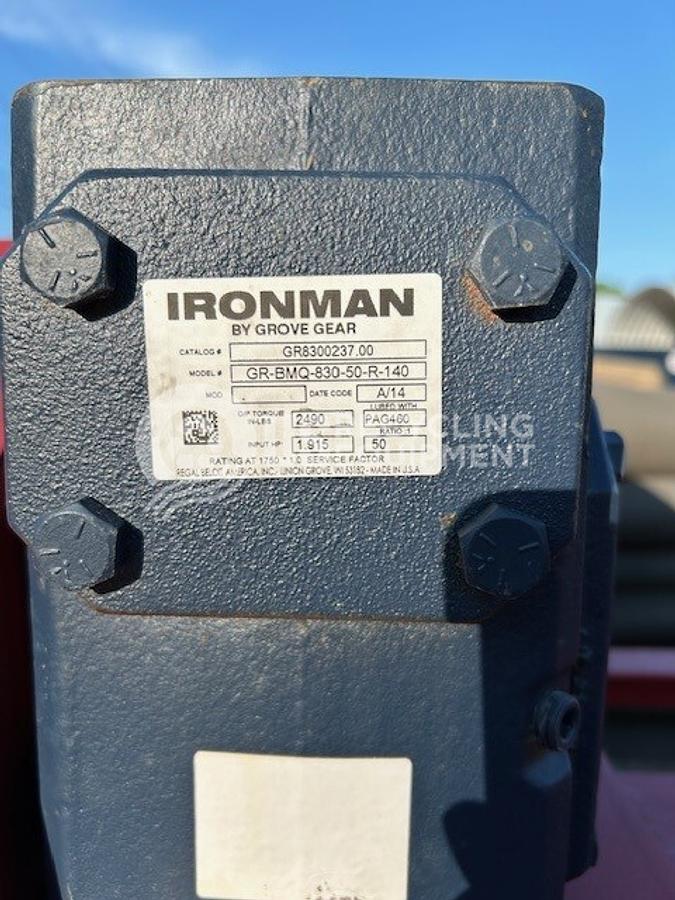 IRONMAN
BY GROVE GEAR
CATALOG # GR8300237.00
MODEL # GR-BMQ-830-50-R-140
MOD DATE CODE A/14
O/P TORQUE IN-LBS 2490 LUBED WITH PAG460
INPUT HP: 1.915 RATIO :1 50
RATING AT 1750 * 1.0 SERVICE FACTOR
REGAL BELOIT AMERICA, INC.- UNION GROVE, WI 53182 - MADE IN U.S.A
EQUIPMENT